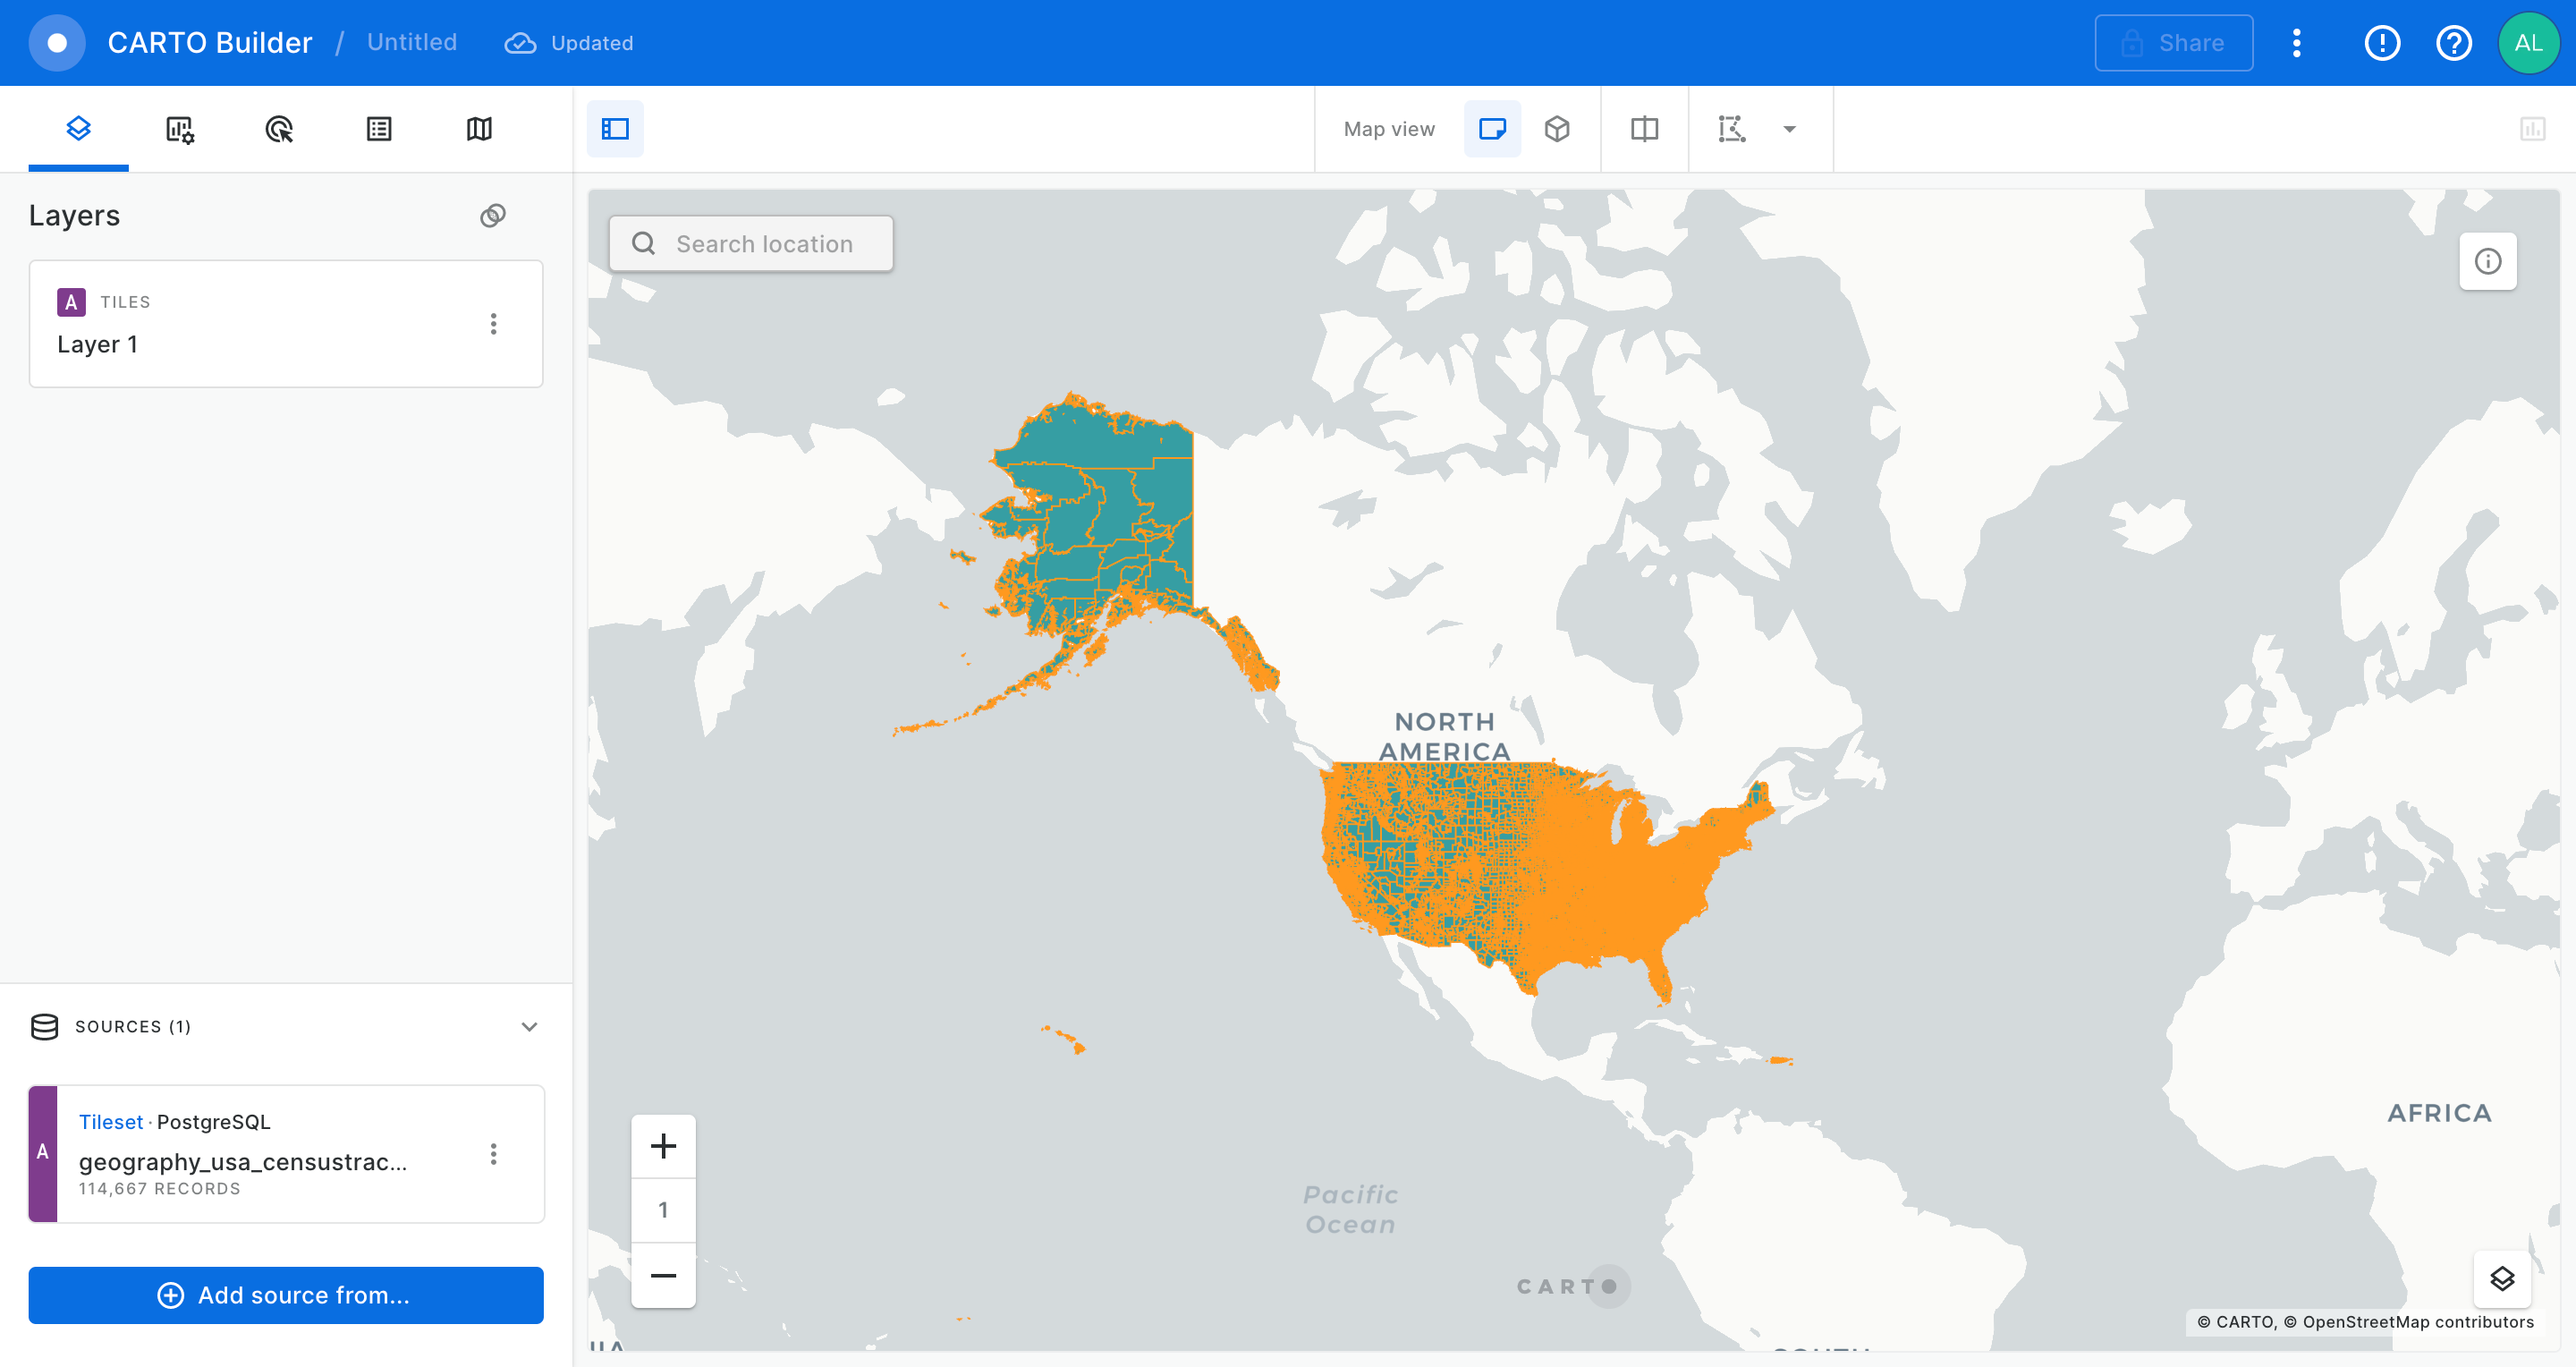 CARTO Builder / Untitled
Updated
Share
AL
Map view
Layers
A TILES
Layer 1
Search location
NORTH
AMERICA
AFRICA
Pacific
Ocean
SOURCES (1)
A
Tileset · PostgreSQL
geography_usa_censustrac...
114,667 RECORDS
Add source from...
1
CARTO
© CARTO, © OpenStreetMap contributors